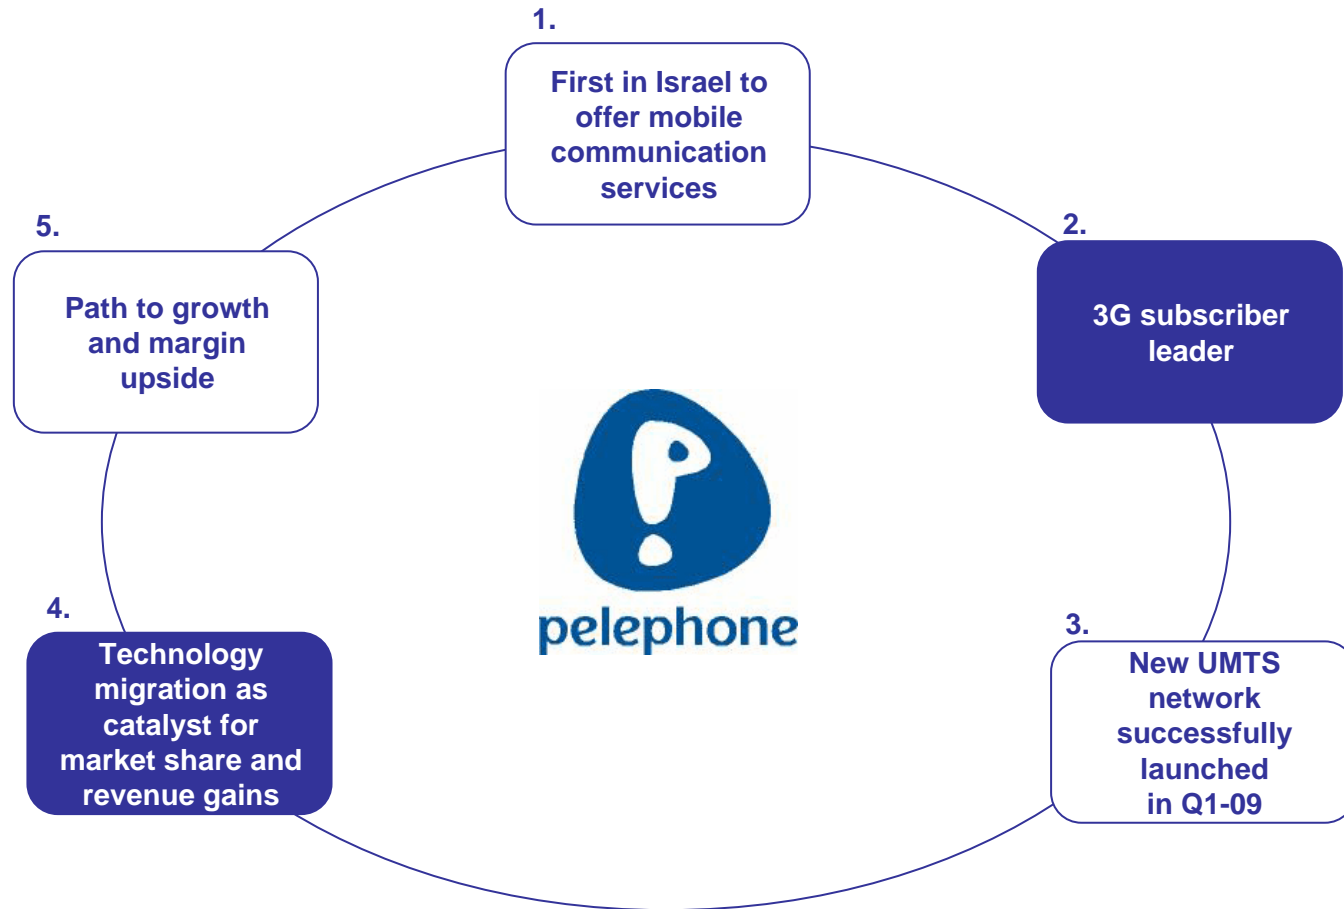 1.
First in Israel to
offer mobile
communication
services
2.
3G subscriber
leader
3.
New UMTS
network
successfully
launched
in Q1-09
4.
Technology
migration as
catalyst for
market share and
revenue gains
5.
Path to growth
and margin
upside
pelephone